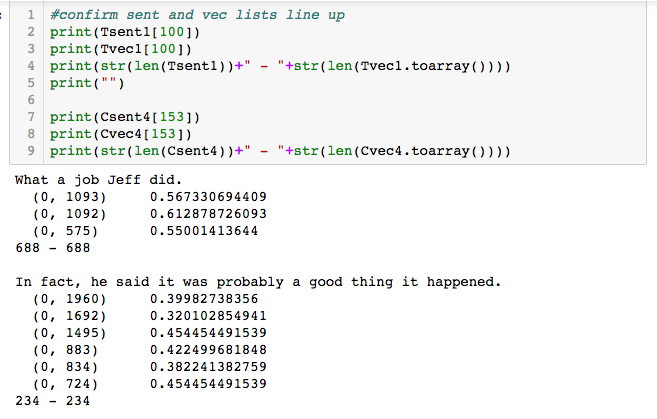 1 #confirm sent and vec lists line up
2 print(Tsent1[100])
3 print(Tvec1[100])
4 print(str(len(Tsent1))+" - "+str(len(Tvec1.toarray())))
5 print("")
6
7 print(Csent4[153])
8 print(Cvec4[153])
9 print(str(len(Csent4))+" - "+str(len(Cvec4.toarray())))
What a job Jeff did.
(0, 1093) 0.567330694409
(0, 1092) 0.612878726093
(0, 575) 0.55001413644
688 - 688
In fact, he said it was probably a good thing it happened.
(0, 1960) 0.39982738356
(0, 1692) 0.320102854941
(0, 1495) 0.454454491539
(0, 883) 0.422499681848
(0, 834) 0.382241382759
(0, 724) 0.454454491539
234 - 234